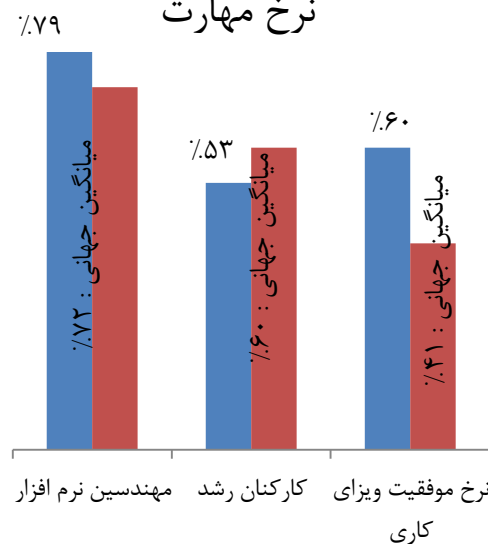 نرخ مهارت
٪۷۹
٪۵۳
٪۶۰
میانگین جهانی : ٪۷۲
میانگین جهانی : ٪۶۰
میانگین جهانی : ٪۴۱
مهندسین نرم افزار
کارکنان رشد
نرخ موفقیت ویزای
کاری